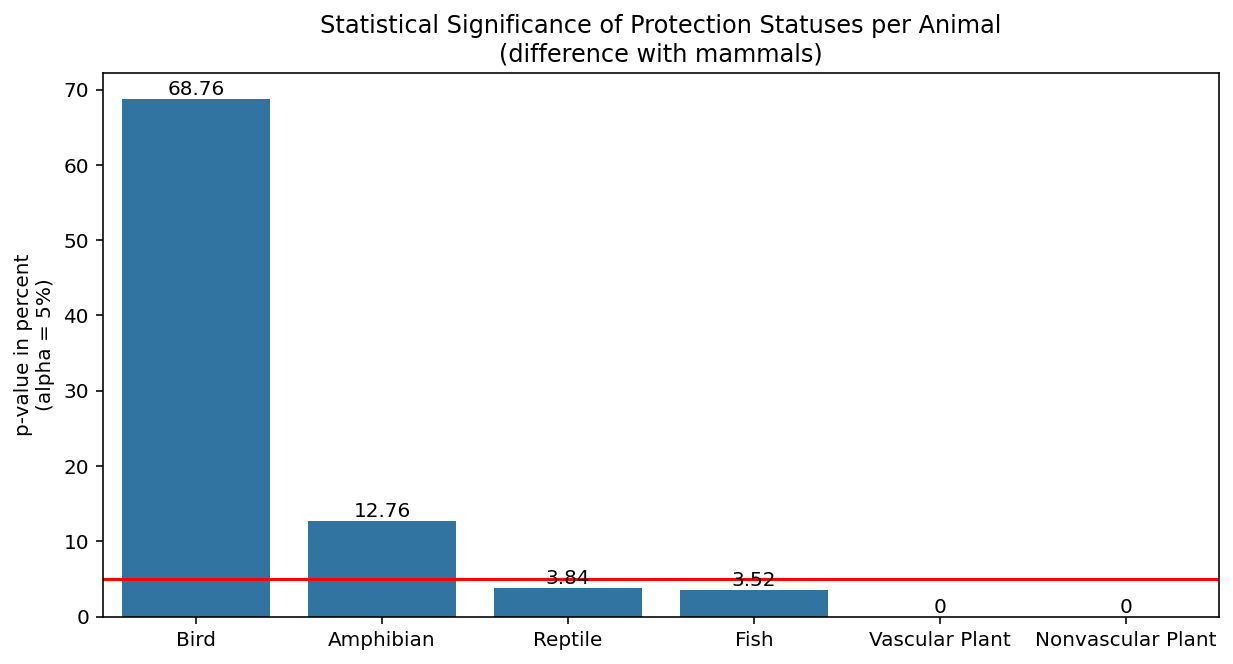 Statistical Significance of Protection Statuses per Animal
(difference with mammals)
p-value in percent
(alpha = 5%)
70
60
50
40
30
20
10
0
68.76
12.76
3.84
3.52
0
0
Bird
Amphibian
Reptile
Fish
Vascular Plant
Nonvascular Plant